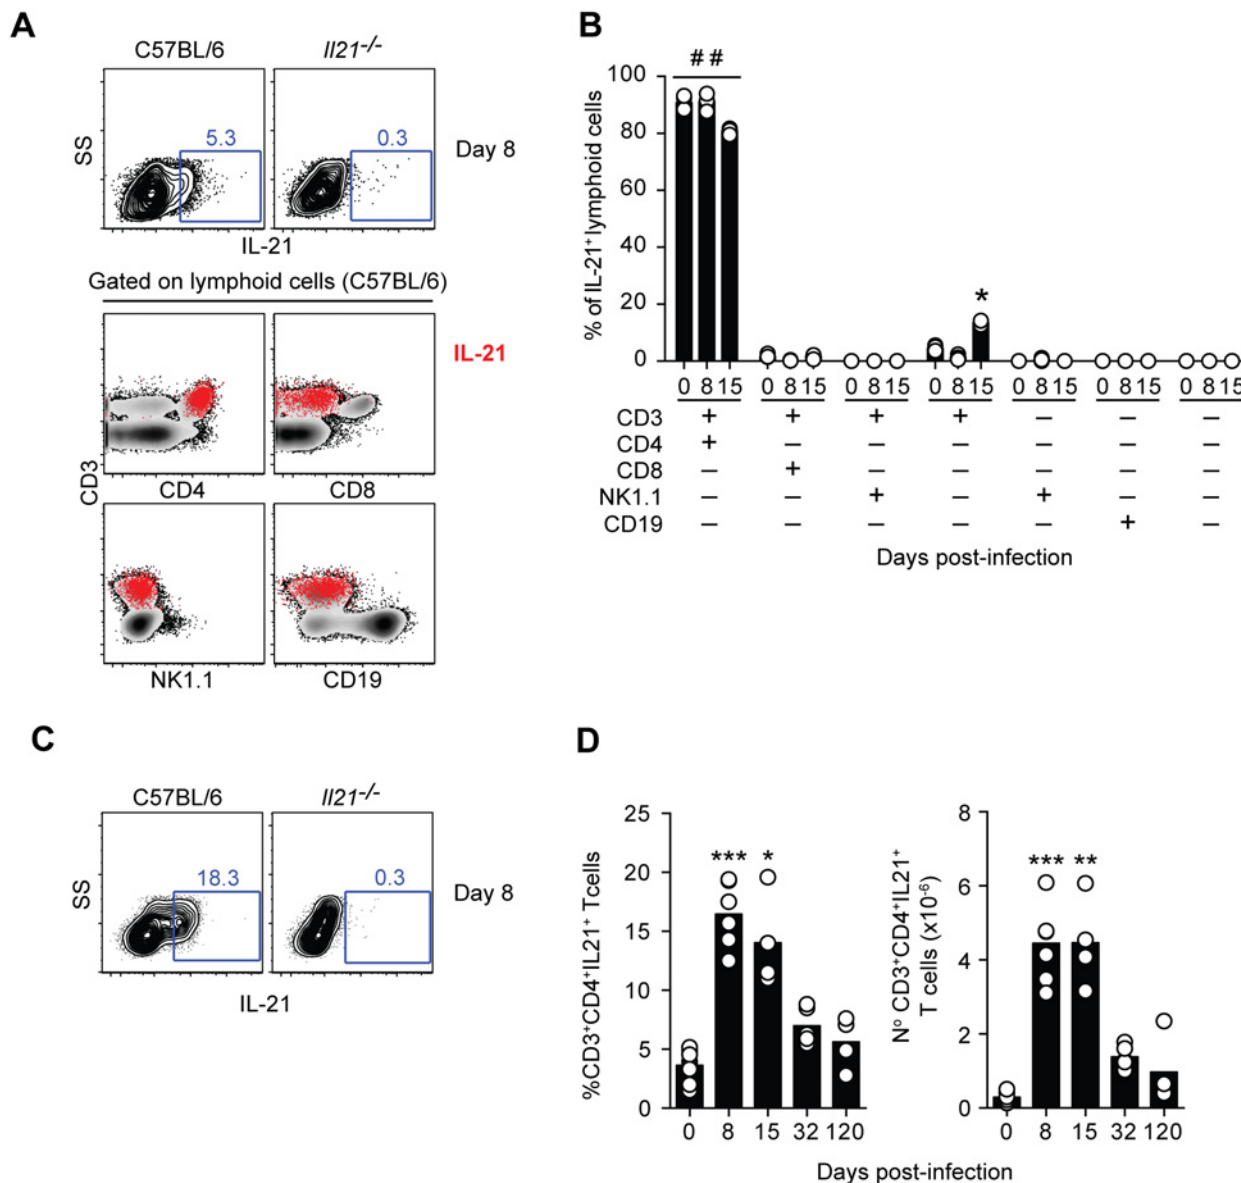 A
C57BL/6 Il21-/-
SS
5.3 0.3
Day 8
IL-21
Gated on lymphoid cells (C57BL/6)
IL-21
CD3
CD4 CD8
NK1.1 CD19
B
% of IL-21+ lymphoid cells
100
80
60
40
20
0
##
*
0 8 15 0 8 15 0 8 15 0 8 15 0 8 15 0 8 15 0 8 15
CD3 + + + + – – –
CD4 + – – – – – –
CD8 – + – – – – –
NK1.1 – – + – + – –
CD19 – – – – – + –
Days post-infection
C
C57BL/6 Il21-/-
SS
18.3 0.3
Day 8
IL-21
D
%CD3+CD4+IL21+ Tcells
25
20
15
10
5
0
*** *
0 8 15 32 120
Nº CD3+CD4+IL21+
T cells (x10-6)
8
6
4
2
0
*** **
0 8 15 32 120
Days post-infection